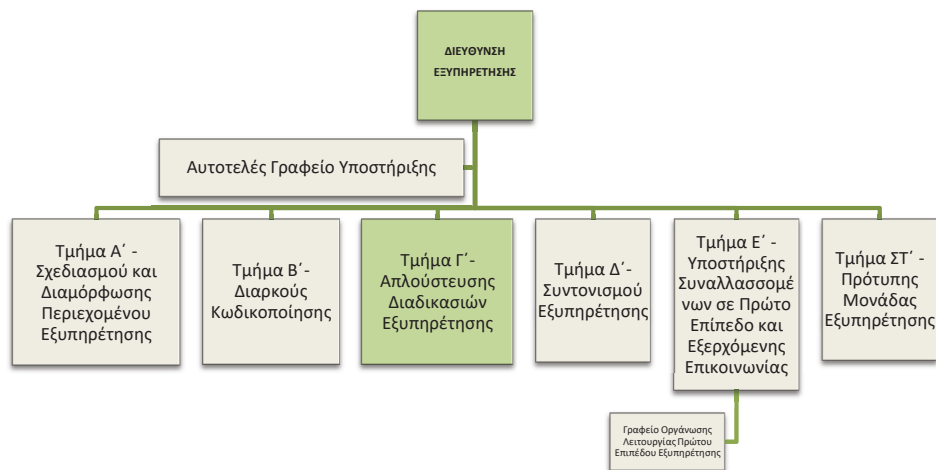 ΔΙΕΥΘΥΝΣΗ
ΕΞΥΠΗΡΕΤΗΣΗΣ
Αυτοτελές Γραφείο Υποστήριξης
Τμήμα Α΄ -
Σχεδιασμού και
Διαμόρφωσης
Περιεχομένου
Εξυπηρέτησης
Τμήμα Β΄-
Διαρκούς
Κωδικοποίησης
Τμήμα Γ΄-
Απλούστευσης
Διαδικασιών
Εξυπηρέτησης
Τμήμα Δ΄-
Συντονισμού
Εξυπηρέτησης
Τμήμα Ε΄ -
Υποστήριξης
Συναλλασσομέ
νων σε Πρώτο
Επίπεδο και
Εξερχόμενης
Επικοινωνίας
Τμήμα ΣΤ΄ -
Πρότυπης
Μονάδας
Εξυπηρέτησης
Γραφείο Οργάνωσης
Λειτουργίας Πρώτου
Επιπέδου Εξυπηρέτησης